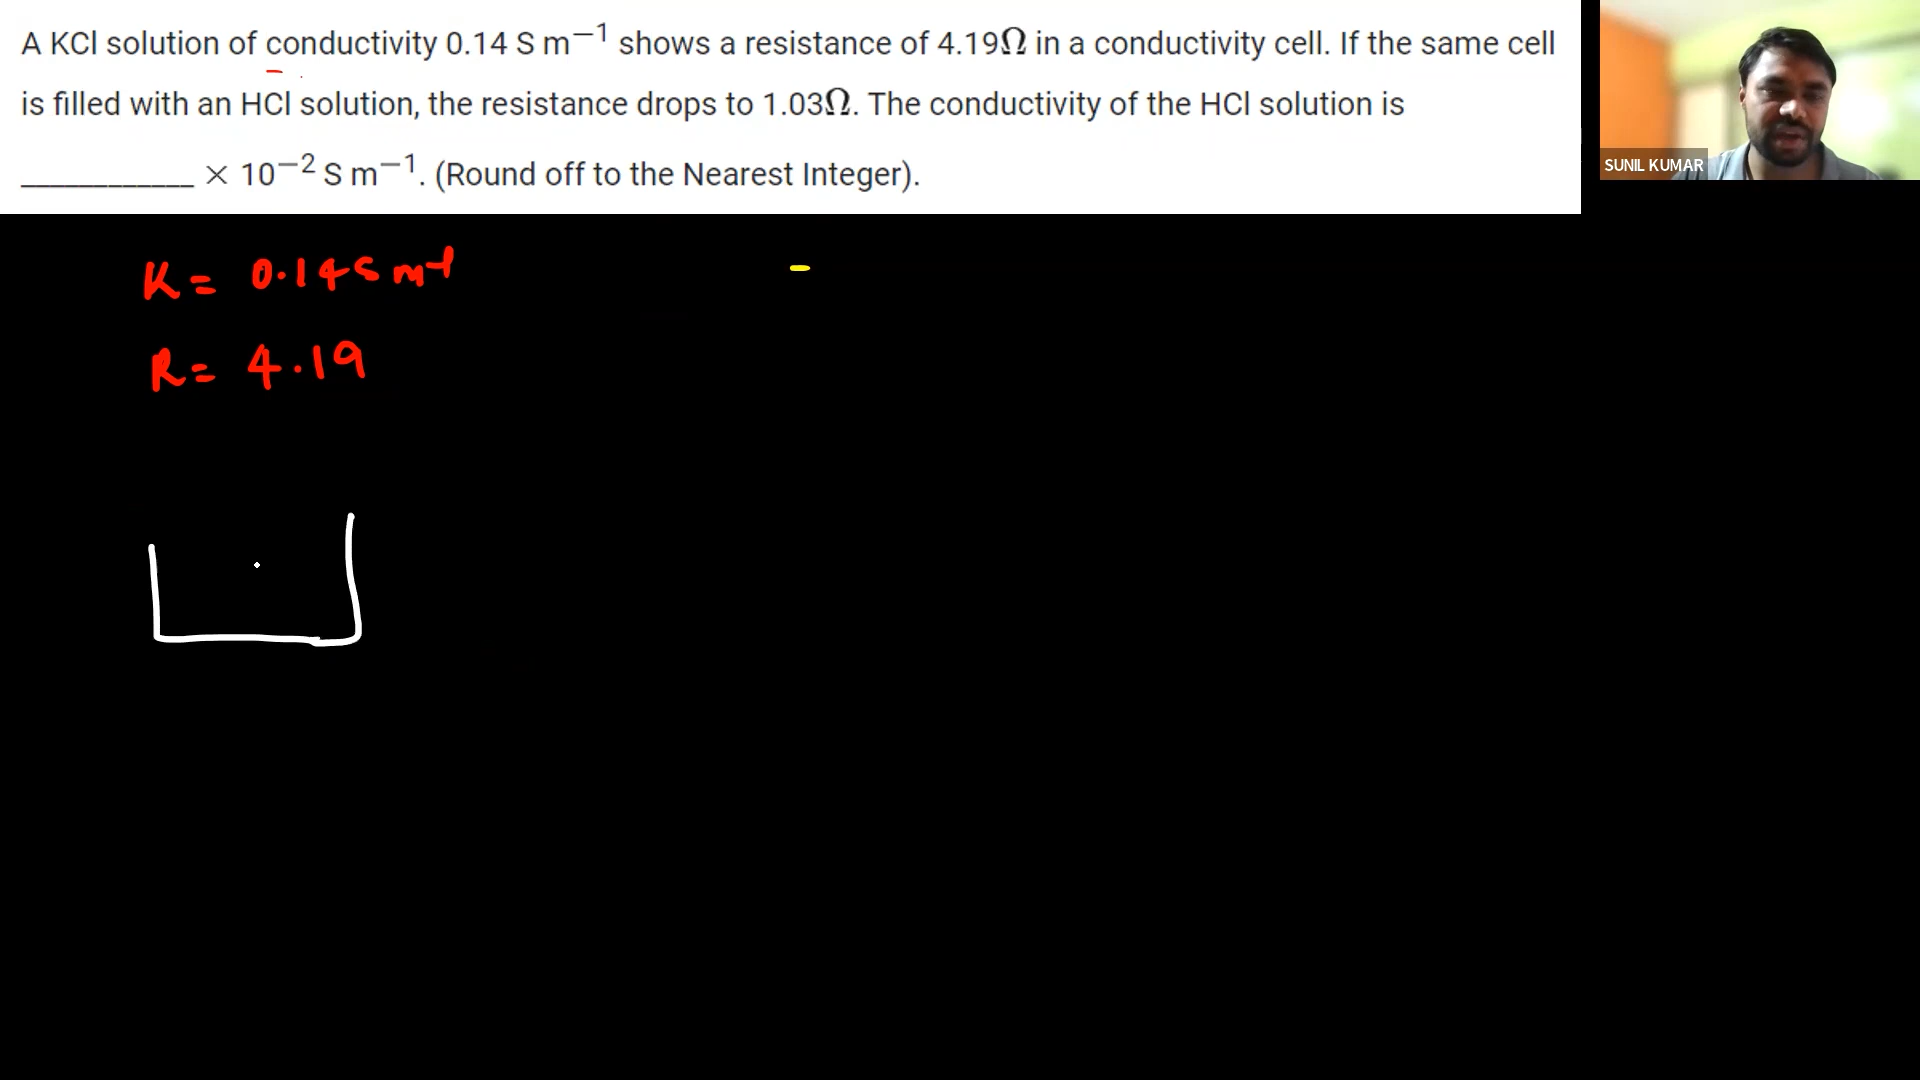 A KCl solution of conductivity 0.14 S m⁻¹ shows a resistance of 4.19Ω in a conductivity cell. If the same cell
is filled with an HCl solution, the resistance drops to 1.03Ω. The conductivity of the HCl solution is
____________ × 10⁻² S m⁻¹. (Round off to the Nearest Integer).
SUNIL KUMAR
K = 0.14 S m⁻¹
R = 4.19